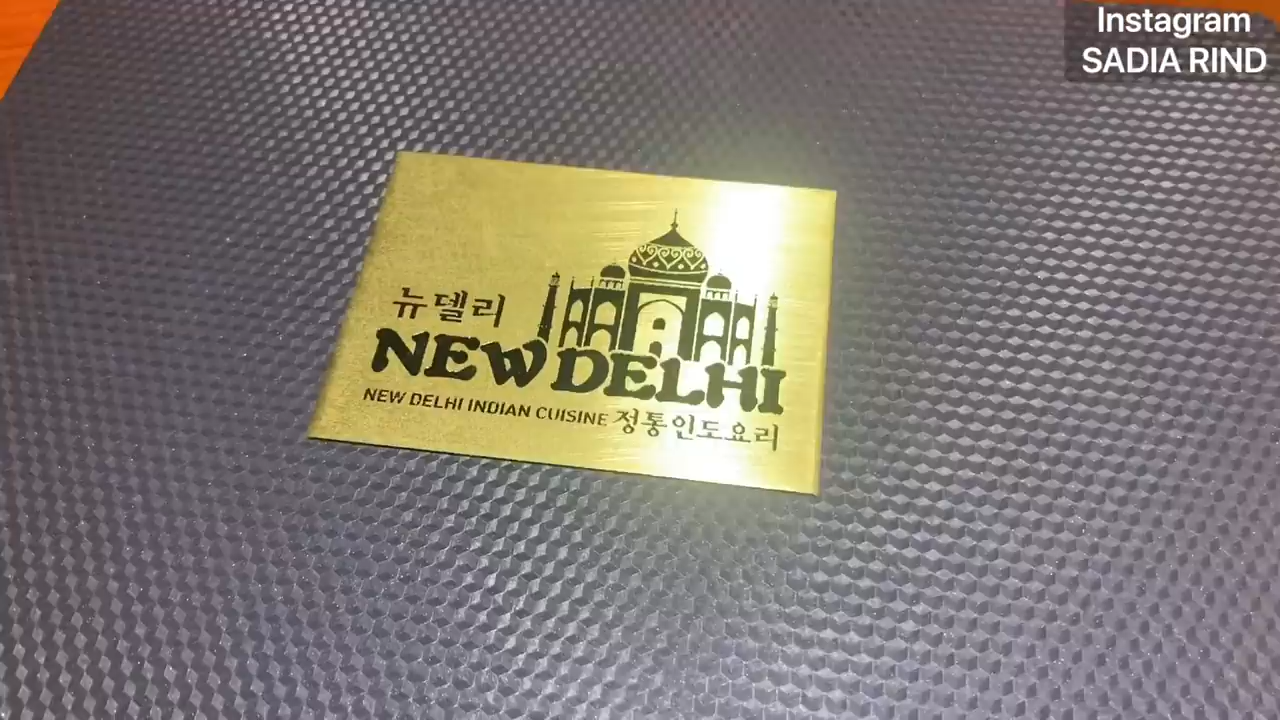 Instagram
SADIA RIND
뉴델리
NEW DELHI
NEW DELHI INDIAN CUISINE 정통인도요리